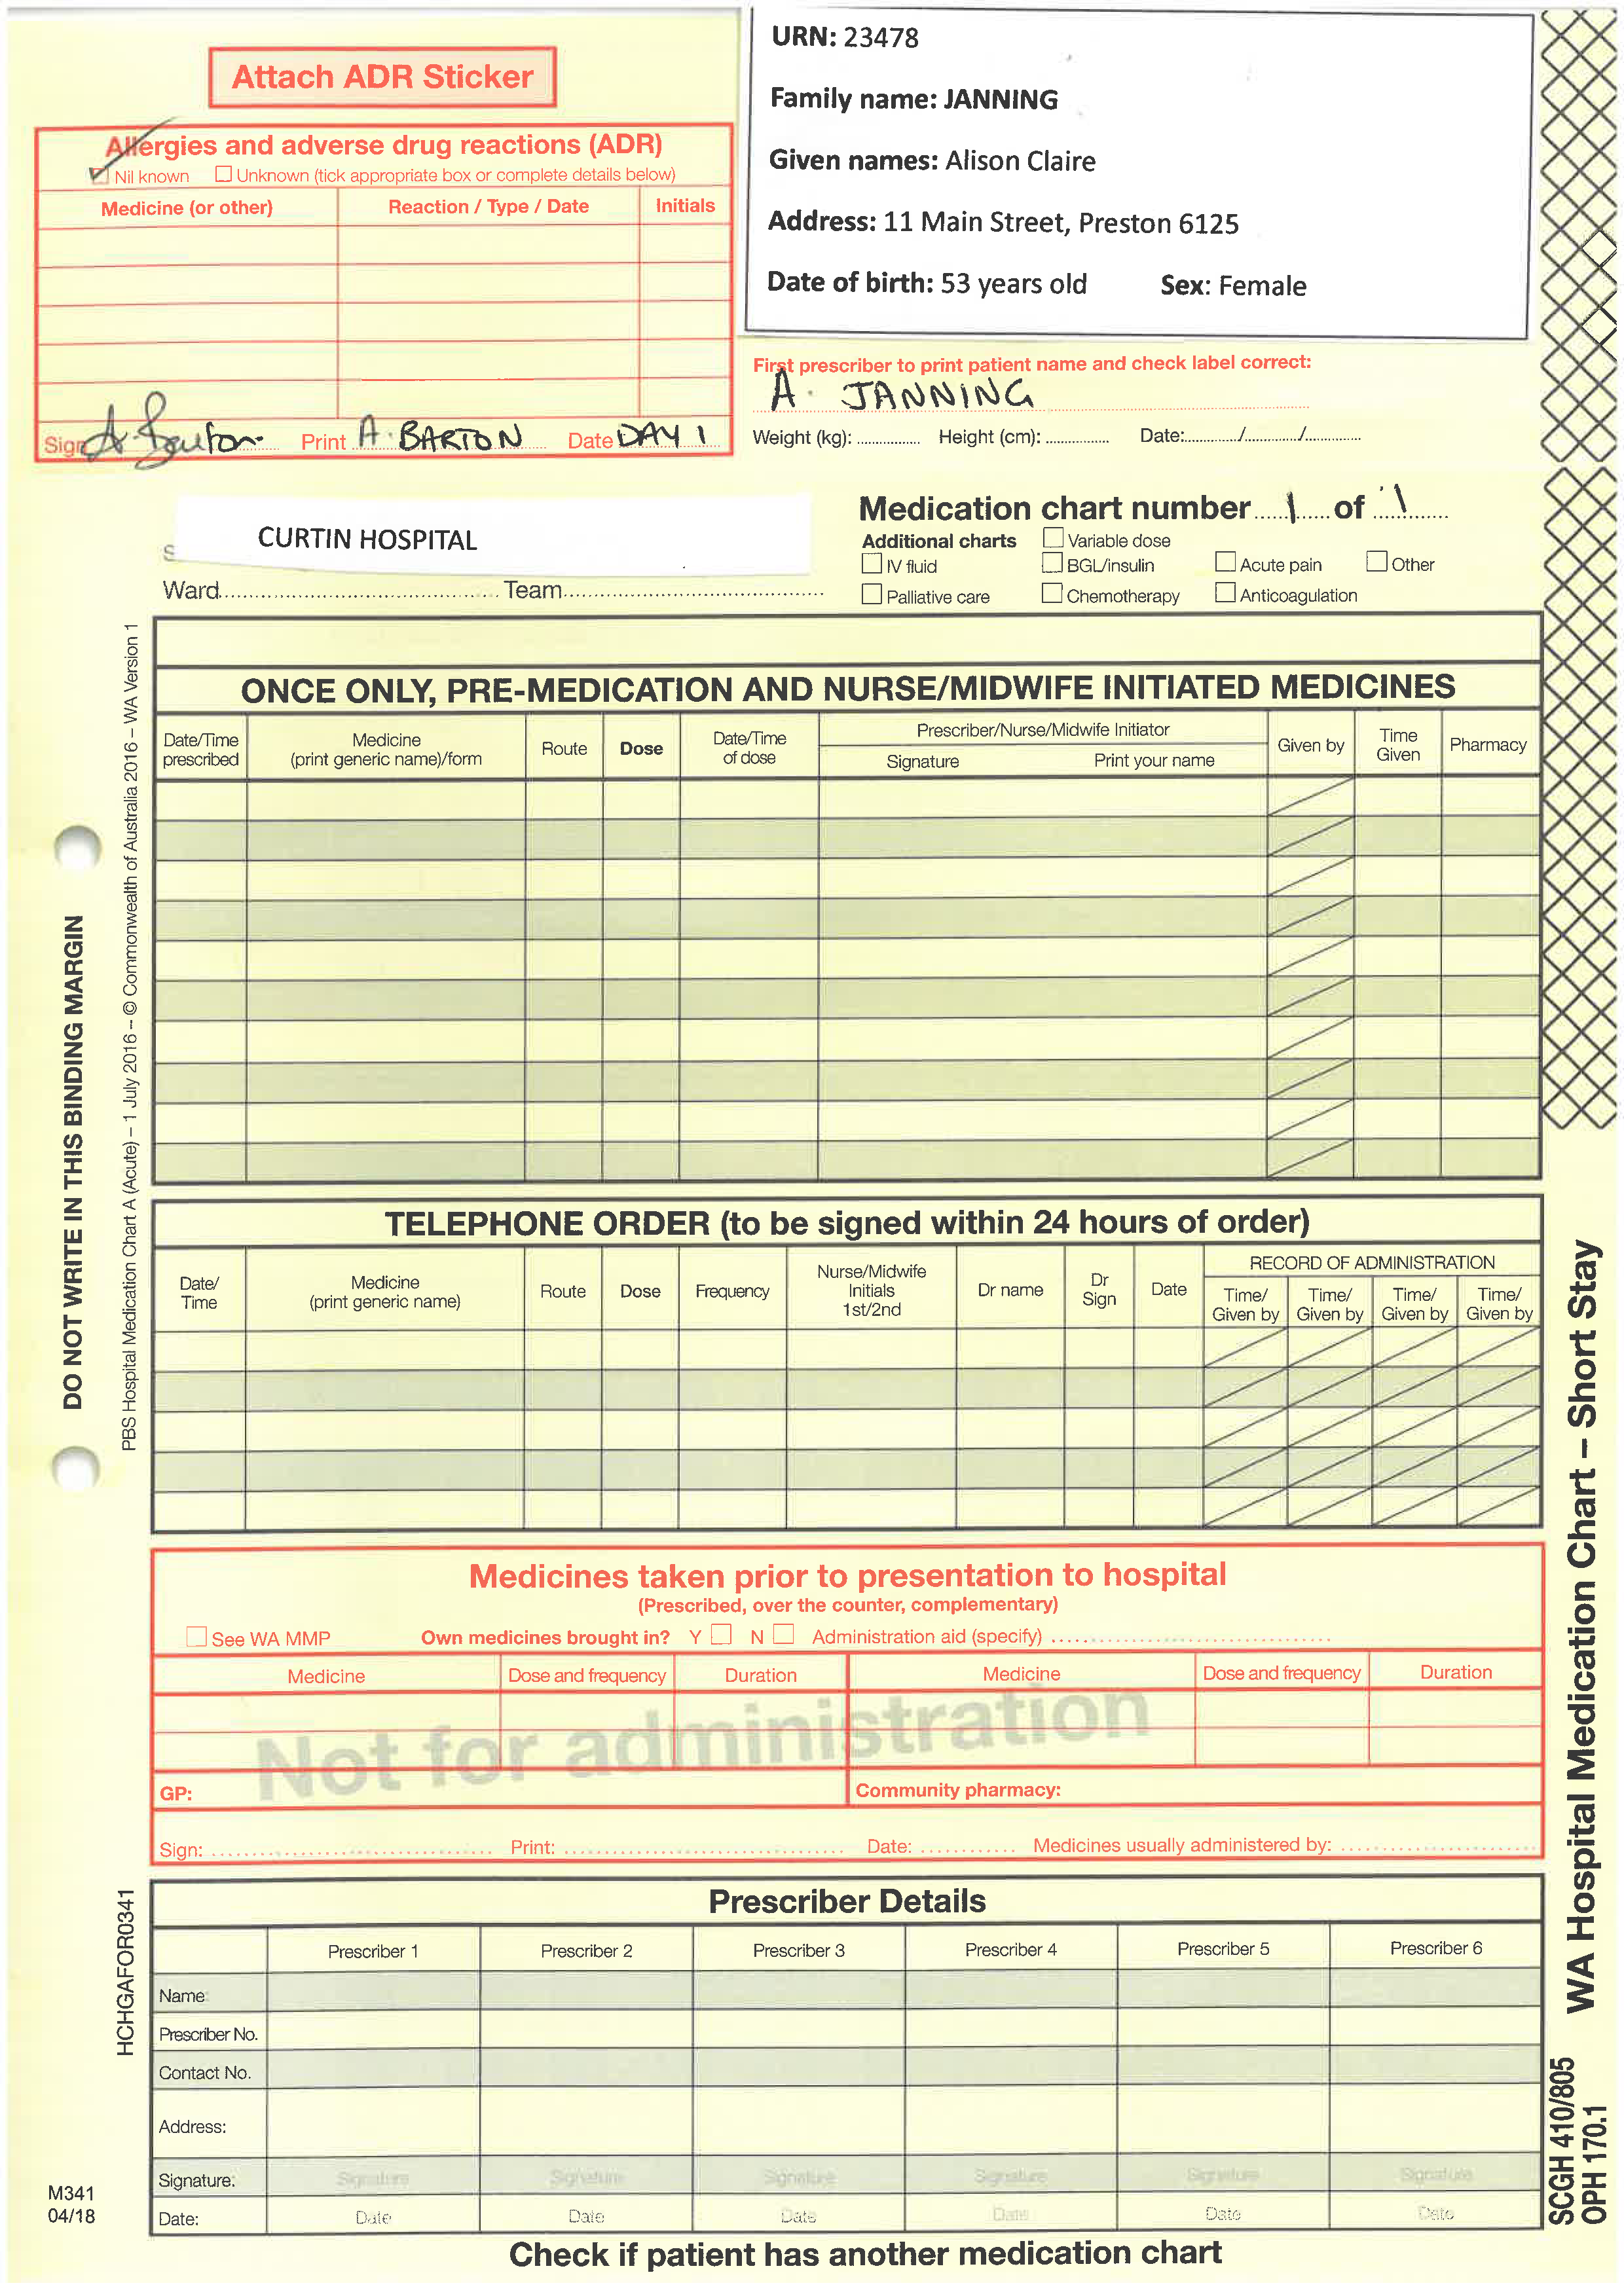 Attach ADR Sticker
Allergies and adverse drug reactions (ADR)
Nil known Unknown (tick appropriate box or complete details below)
Medicine (or other) Reaction / Type / Date Initials
Sign A. Barton Print A. BARTON Date DAY 1
URN: 23478
Family name: JANNING
Given names: Alison Claire
Address: 11 Main Street, Preston 6125
Date of birth: 53 years old Sex: Female
First prescriber to print patient name and check label correct:
A. JANNING
Weight (kg): Height (cm): Date: / /
CURTIN HOSPITAL
Ward Team
Medication chart number 1 of 1
Additional charts Variable dose
IV fluid BGL/insulin Acute pain Other
Palliative care Chemotherapy Anticoagulation
ONCE ONLY, PRE-MEDICATION AND NURSE/MIDWIFE INITIATED MEDICINES
Date/Time prescribed Medicine (print generic name)/form Route Dose Date/Time of dose Prescriber/Nurse/Midwife Initiator Signature Print your name Given by Time Given Pharmacy
TELEPHONE ORDER (to be signed within 24 hours of order)
Date/ Time Medicine (print generic name) Route Dose Frequency Nurse/Midwife Initials 1st/2nd Dr name Dr Sign Date RECORD OF ADMINISTRATION
Time/ Given by Time/ Given by Time/ Given by Time/ Given by
Medicines taken prior to presentation to hospital
(Prescribed, over the counter, complementary)
See WA MMP Own medicines brought in? Y N Administration aid (specify)
Medicine Dose and frequency Duration Medicine Dose and frequency Duration
Not for administration
GP: Community pharmacy:
Sign: Print: Date: Medicines usually administered by:
Prescriber Details
Prescriber 1 Prescriber 2 Prescriber 3 Prescriber 4 Prescriber 5 Prescriber 6
Name:
Prescriber No.
Contact No.
Address:
Signature: Signature Signature Signature Signature Signature Signature
Date: Date Date Date Date Date Date
Check if patient has another medication chart
DO NOT WRITE IN THIS BINDING MARGIN
PBS Hospital Medication Chart A (Acute) – 1 July 2016 – © Commonwealth of Australia 2016 – WA Version 1
HCHGAFOR0341
M341
04/18
WA Hospital Medication Chart – Short Stay
SCGH 410/805
OPH 170.1